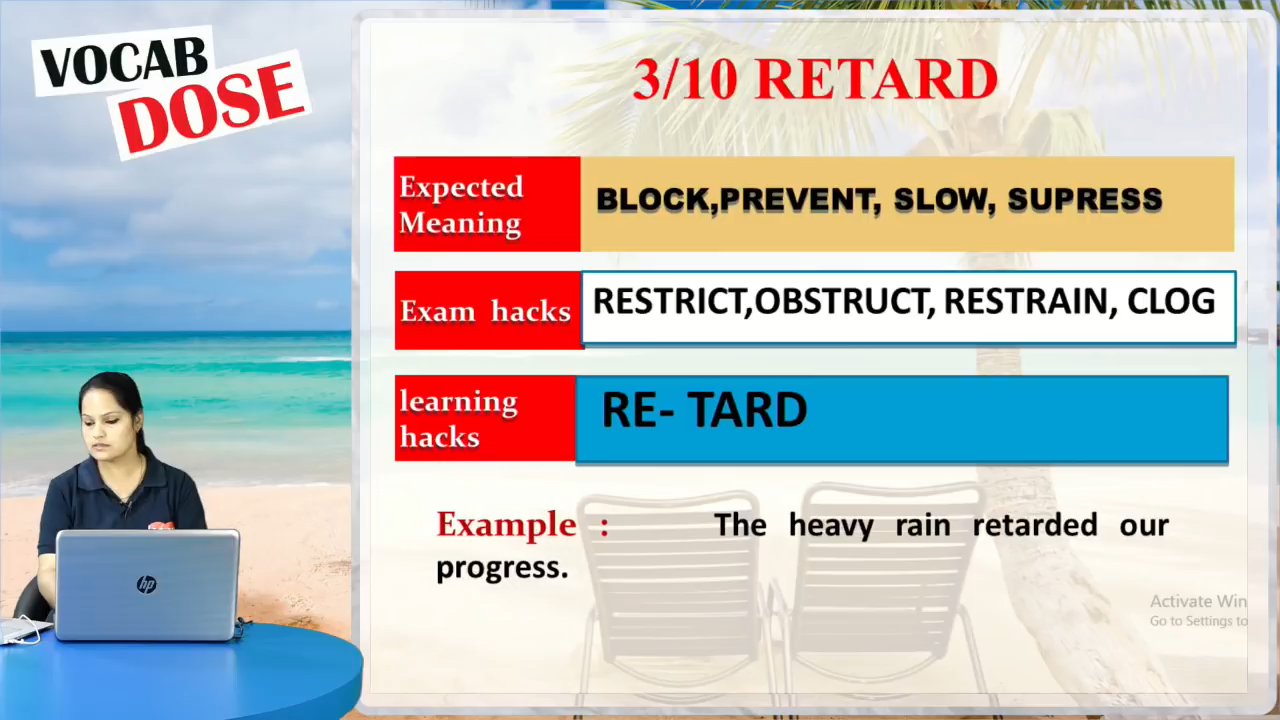 VOCAB
DOSE
3/10 RETARD
Expected
Meaning
BLOCK,PREVENT, SLOW, SUPRESS
Exam hacks
RESTRICT,OBSTRUCT, RESTRAIN, CLOG
learning
hacks
RE- TARD
Example : The heavy rain retarded our
progress.
Activate Win
Go to Settings to
hp